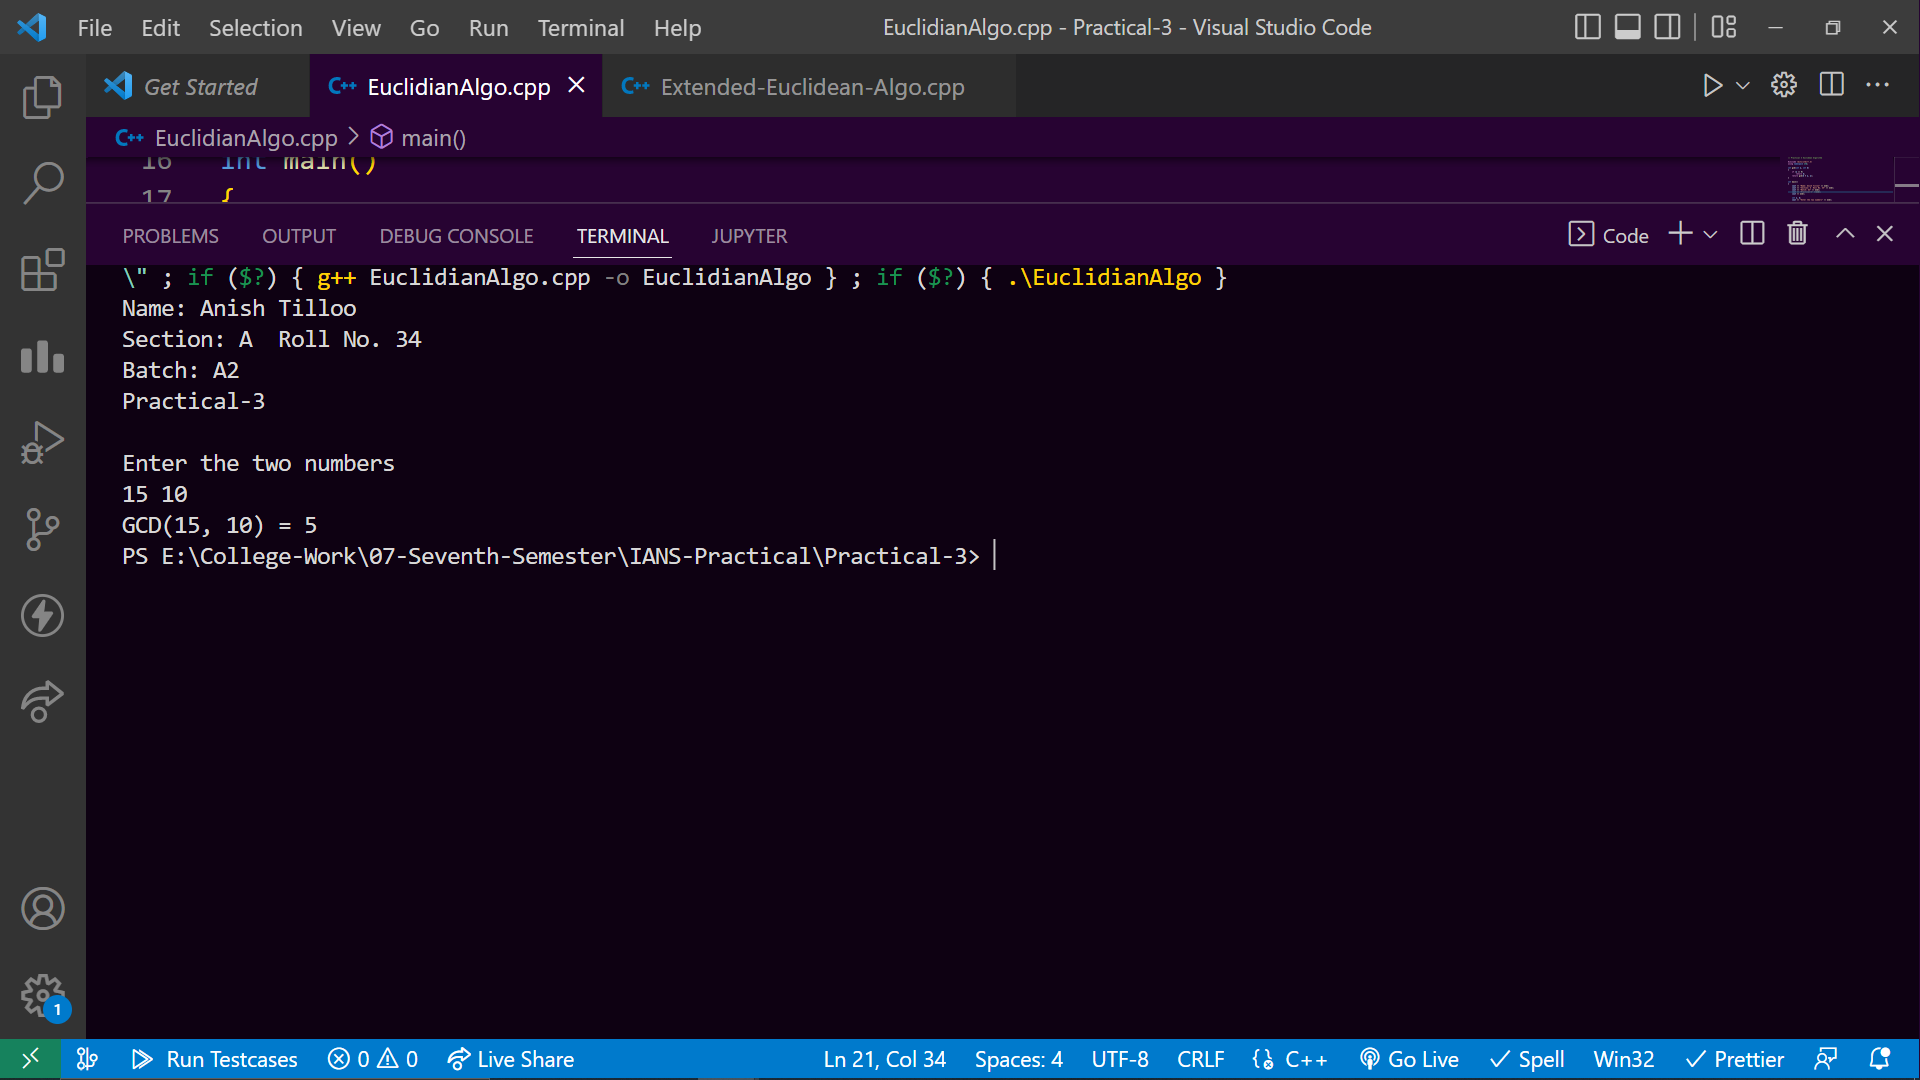 File Edit Selection View Go Run Terminal Help EuclidianAlgo.cpp - Practical-3 - Visual Studio Code
Get Started EuclidianAlgo.cpp Extended-Euclidean-Algo.cpp
EuclidianAlgo.cpp > main()
16 int main()
17 {
PROBLEMS OUTPUT DEBUG CONSOLE TERMINAL JUPYTER Code
\" ; if ($?) { g++ EuclidianAlgo.cpp -o EuclidianAlgo } ; if ($?) { .\EuclidianAlgo }
Name: Anish Tilloo
Section: A  Roll No. 34
Batch: A2
Practical-3
Enter the two numbers
15 10
GCD(15, 10) = 5
PS E:\College-Work\07-Seventh-Semester\IANS-Practical\Practical-3>
1
Run Testcases 0 0 Live Share Ln 21, Col 34 Spaces: 4 UTF-8 CRLF {} C++ Go Live Spell Win32 Prettier